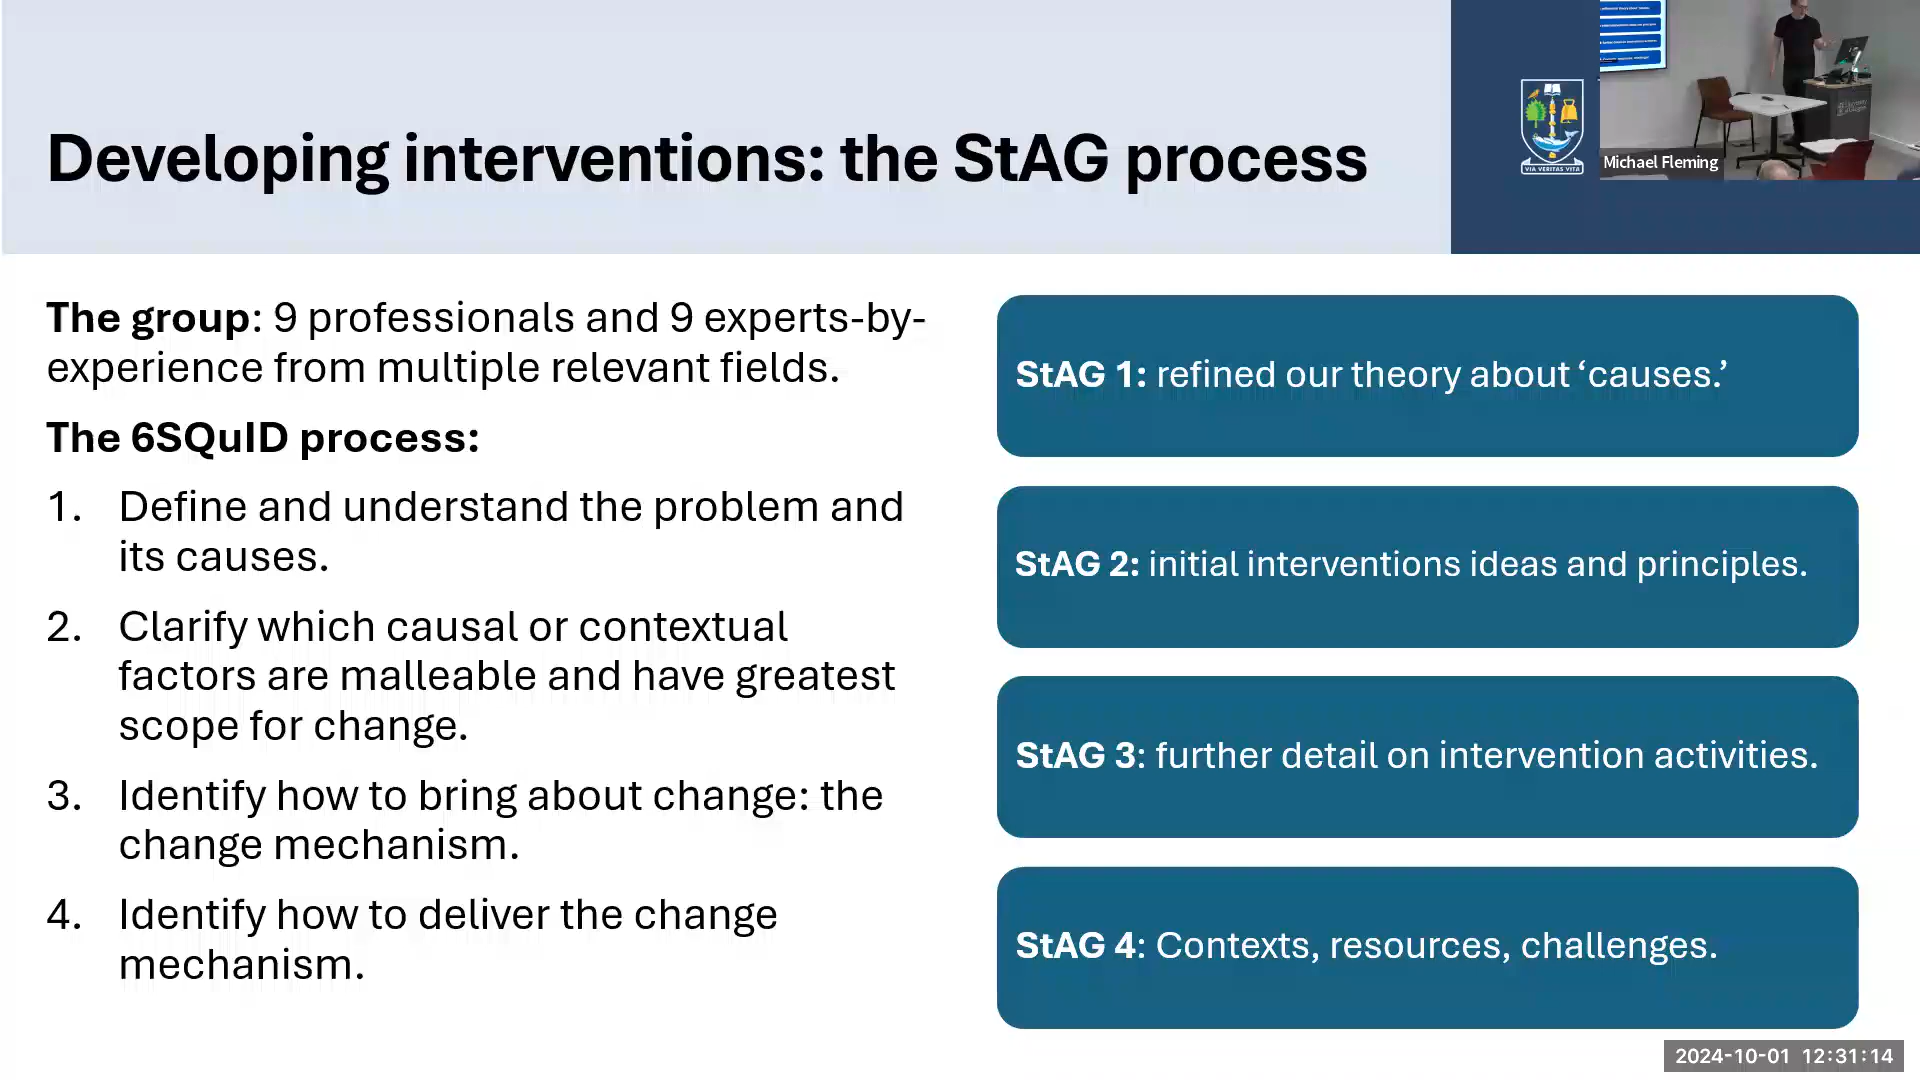 Developing interventions: the StAG process
VIA VERITAS VITA
Michael Fleming
The group: 9 professionals and 9 experts-by-
experience from multiple relevant fields.
The 6SQuID process:
1. Define and understand the problem and
its causes.
2. Clarify which causal or contextual
factors are malleable and have greatest
scope for change.
3. Identify how to bring about change: the
change mechanism.
4. Identify how to deliver the change
mechanism.
StAG 1: refined our theory about ‘causes.’
StAG 2: initial interventions ideas and principles.
StAG 3: further detail on intervention activities.
StAG 4: Contexts, resources, challenges.
2024-10-01 12:31:14